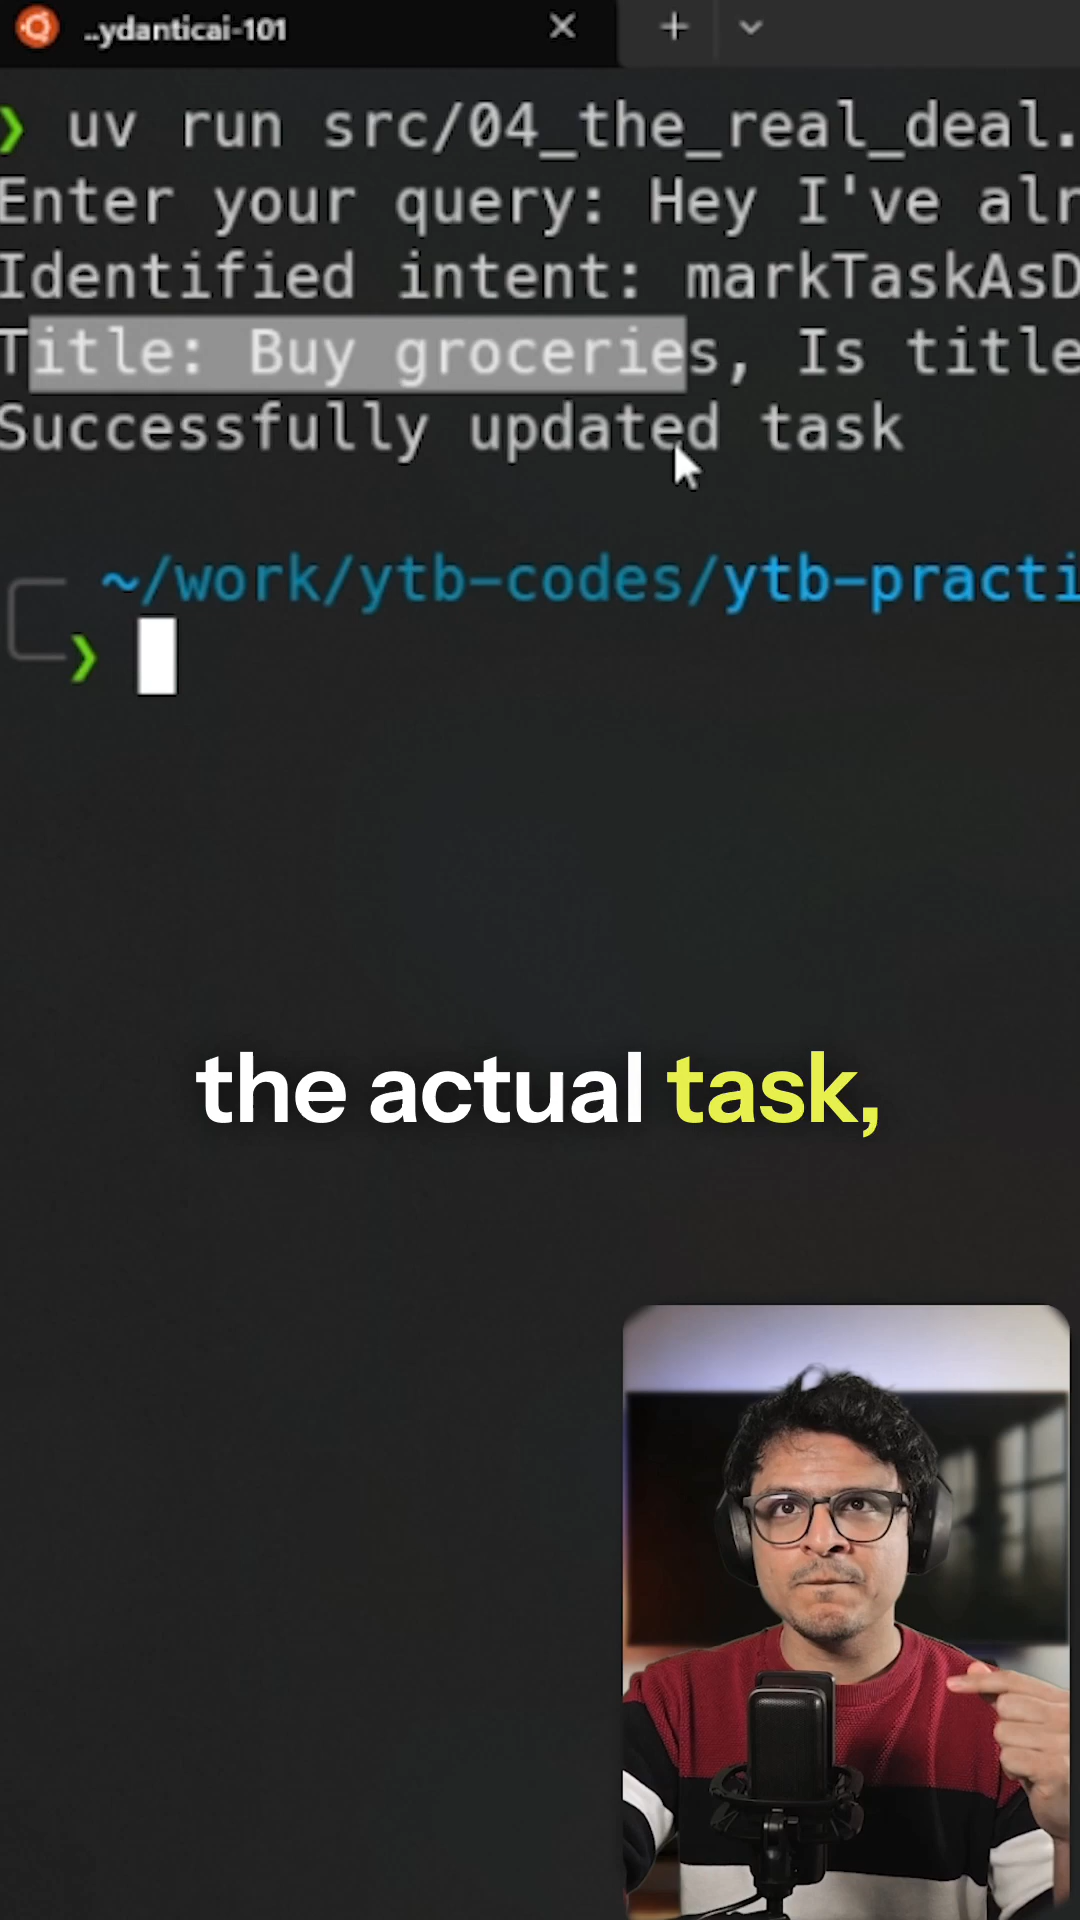 ..ydanticai-101
❯ uv run src/04_the_real_deal.
Enter your query: Hey I've alr
Identified intent: markTaskAsD
Title: Buy groceries, Is title
Successfully updated task
~/work/ytb-codes/ytb-practi
❯
the actual task,